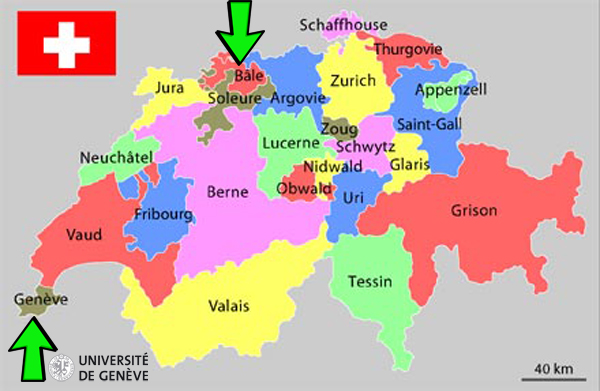 Schaffhouse
Thurgovie
Bâle
Zurich
Jura
Appenzell
Soleure
Argovie
Saint-Gall
Zoug
Lucerne
Schwytz
Neuchâtel
Nidwald
Glaris
Berne
Obwald
Uri
Fribourg
Grison
Vaud
Tessin
Genève
Valais
UNIVERSITÉ
DE GENÈVE
40 km